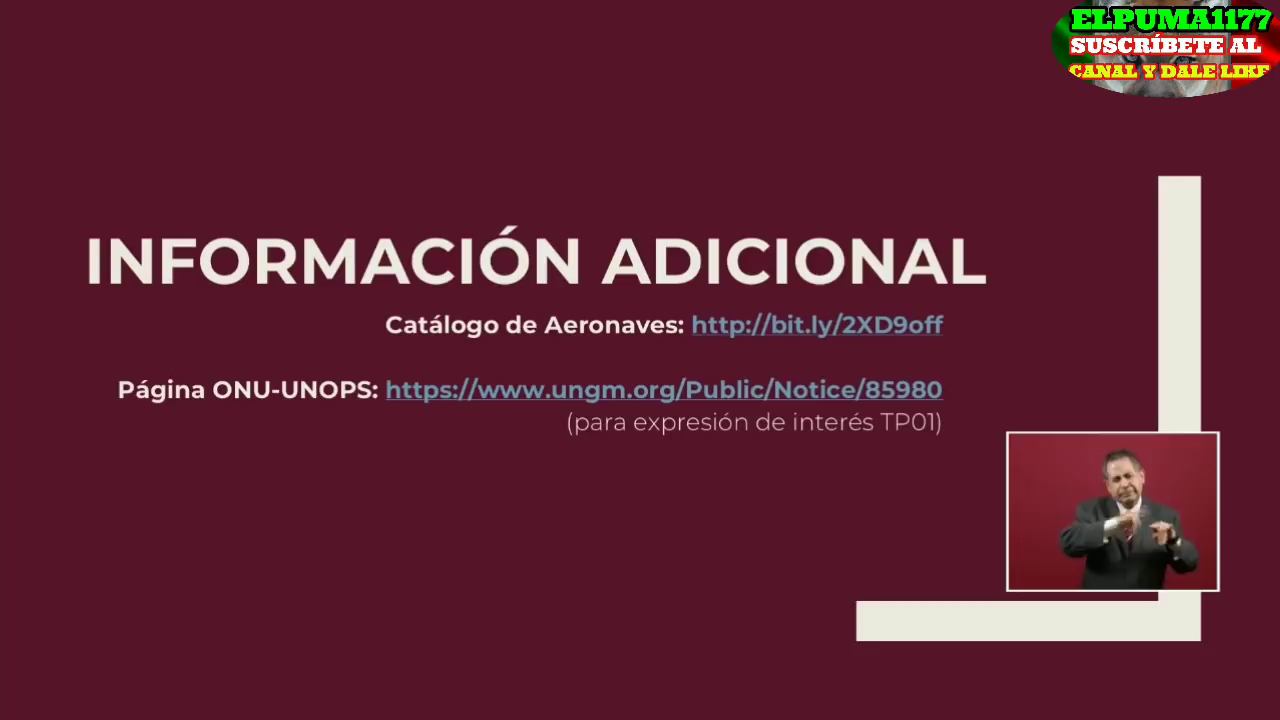 ELPUMA1177
SUSCRÍBETE AL
CANAL Y DALE LIKE
INFORMACIÓN ADICIONAL
Catálogo de Aeronaves: http://bit.ly/2XD9off
Página ONU-UNOPS: https://www.ungm.org/Public/Notice/85980
(para expresión de interés TP01)